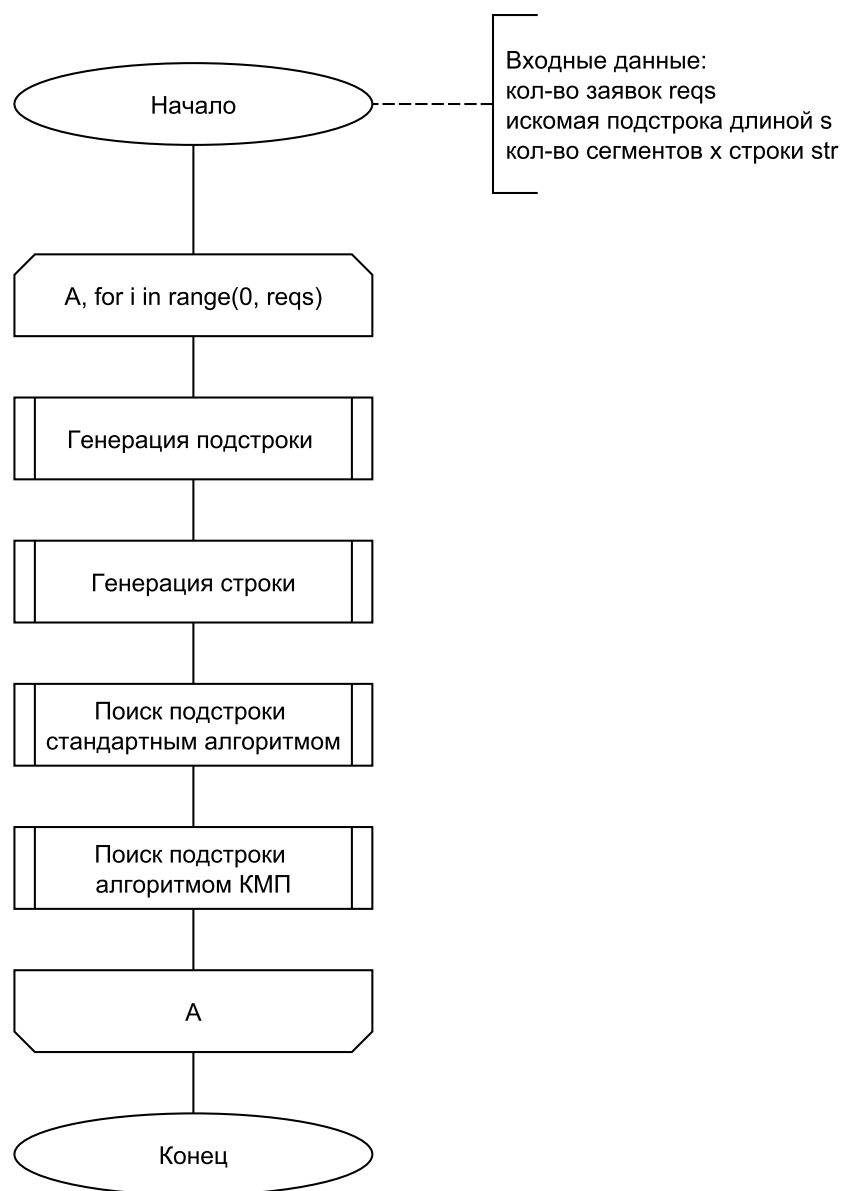 Начало
Входные данные:
кол-во заявок reqs
искомая подстрока длиной s
кол-во сегментов x строки str
A, for i in range(0, reqs)
Генерация подстроки
Генерация строки
Поиск подстроки
стандартным алгоритмом
Поиск подстроки
алгоритмом КМП
A
Конец